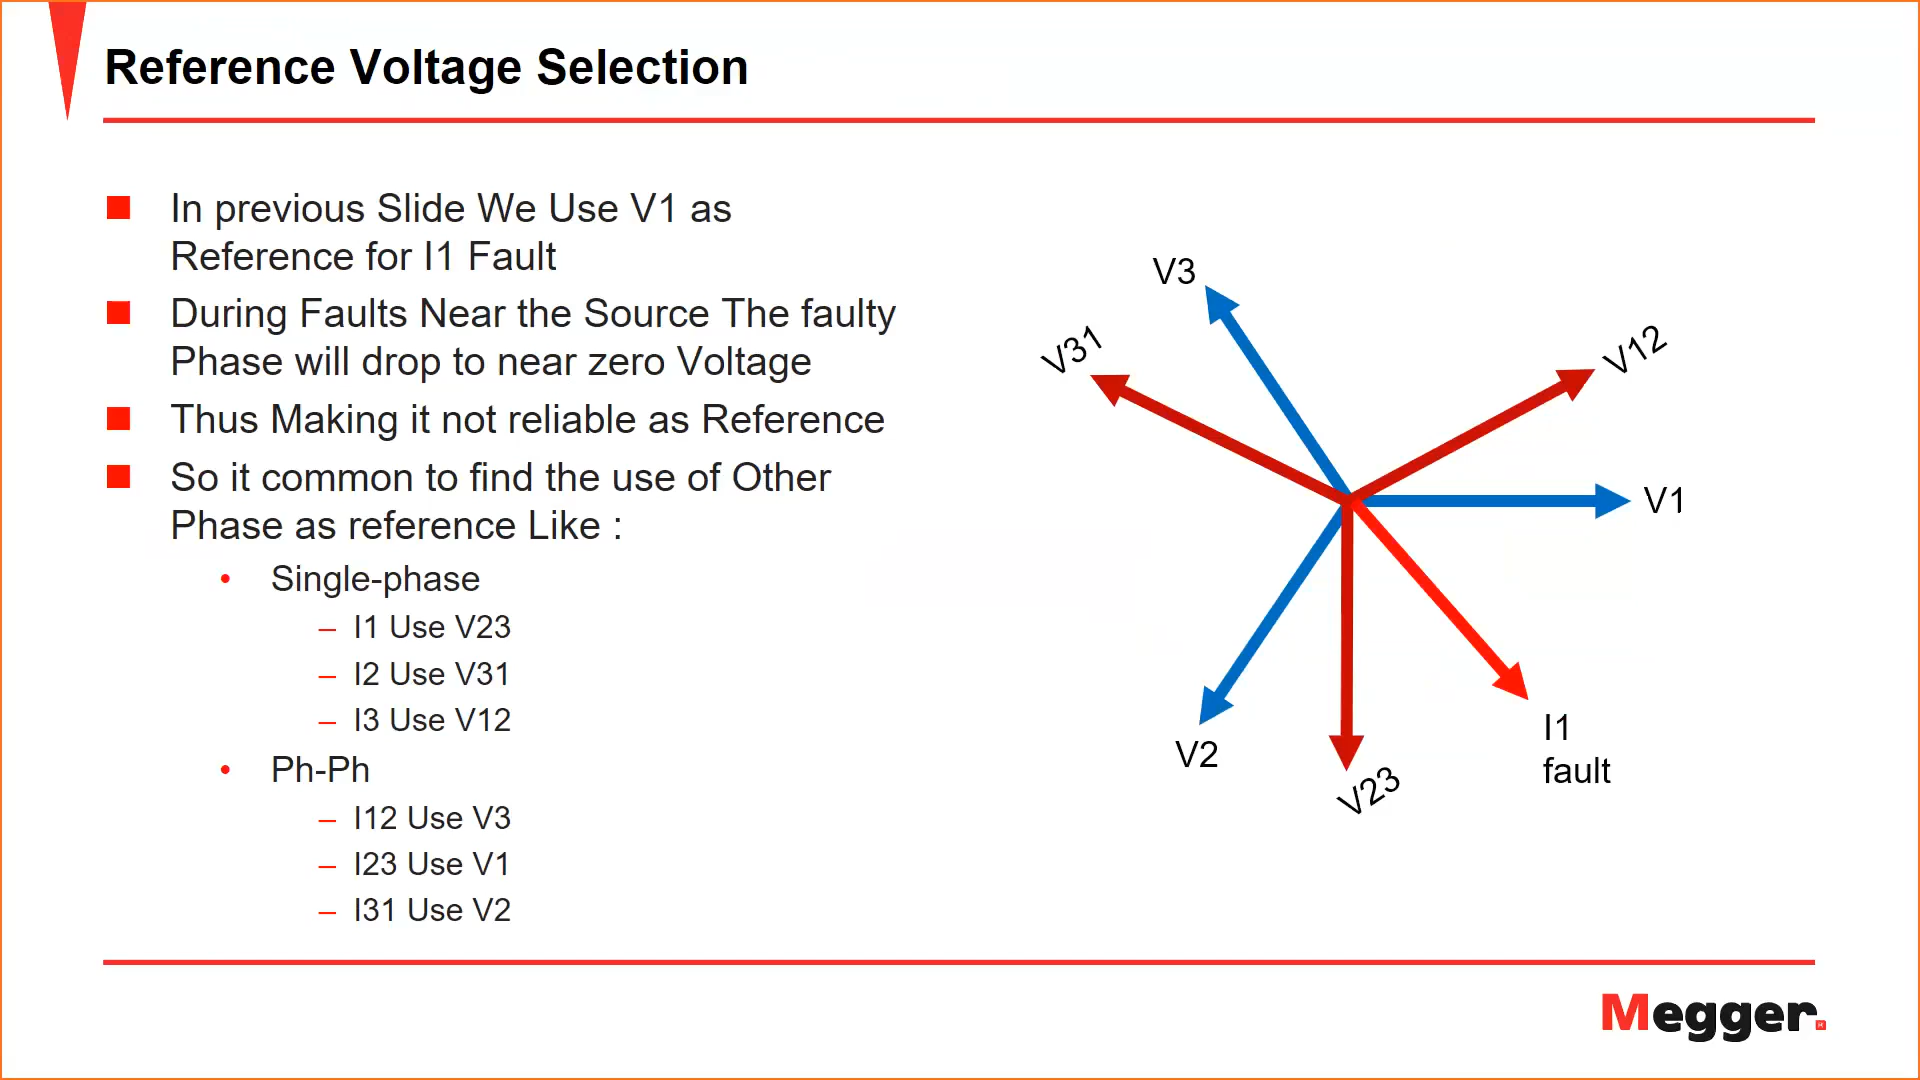 Reference Voltage Selection
In previous Slide We Use V1 as
Reference for I1 Fault
During Faults Near the Source The faulty
Phase will drop to near zero Voltage
Thus Making it not reliable as Reference
So it common to find the use of Other
Phase as reference Like :
• Single-phase
– I1 Use V23
– I2 Use V31
– I3 Use V12
• Ph-Ph
– I12 Use V3
– I23 Use V1
– I31 Use V2
V3
V31
V12
V1
I1
fault
V2
V23
Megger.